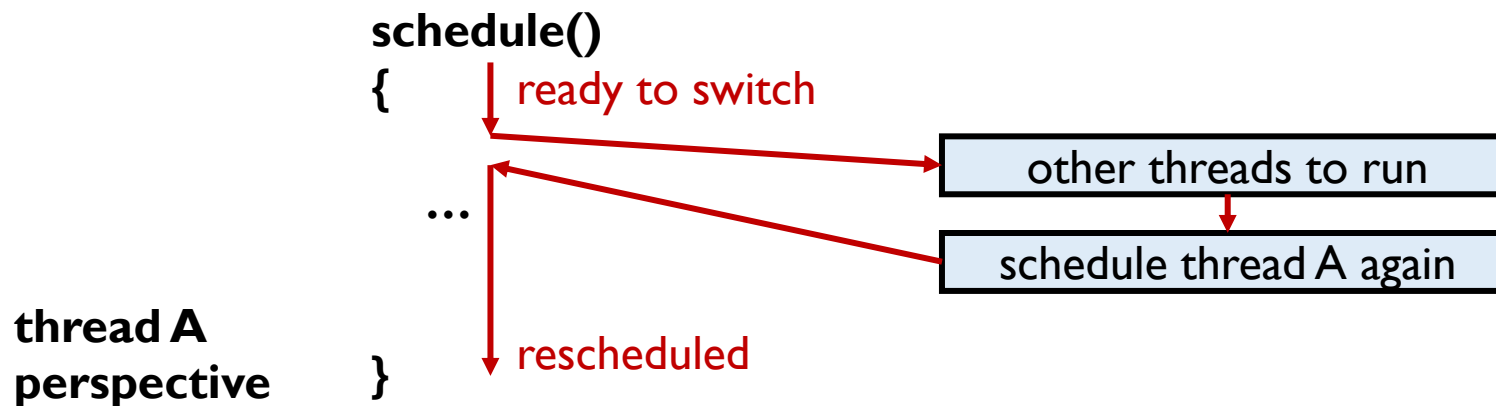 schedule()
{ ready to switch
other threads to run
...
schedule thread A again
thread A
perspective
rescheduled
}